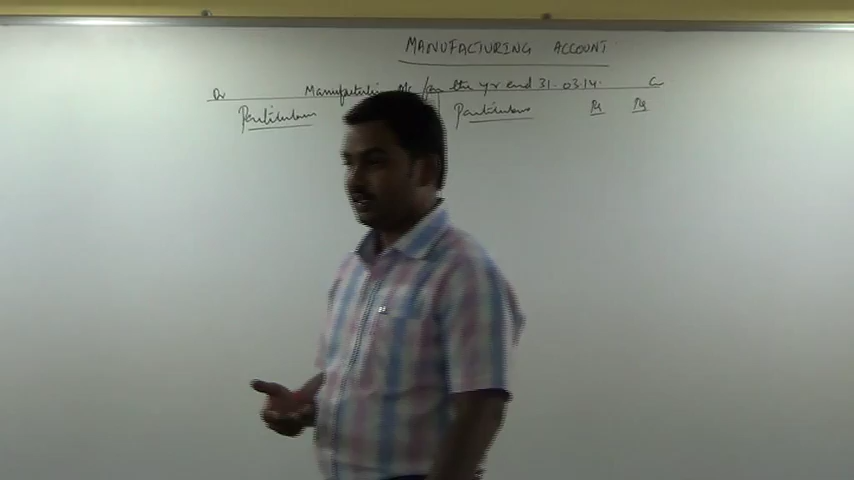 MANUFACTURING ACCOUNT
Dr Manufacturing A/c for the yr end 31.03.14. Cr
Particulars Particulars Rs Rs